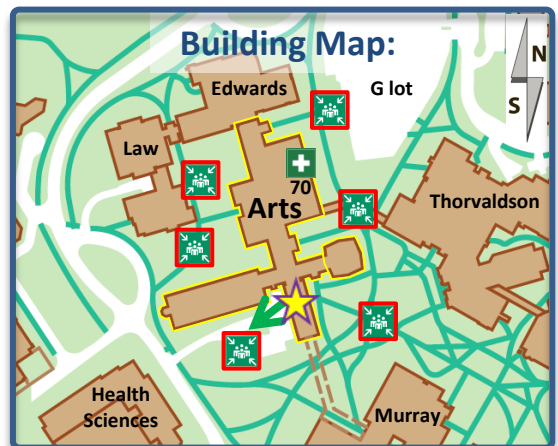 Building Map:
N
S
Edwards
G lot
Law
70
Arts
Thorvaldson
Health
Sciences
Murray